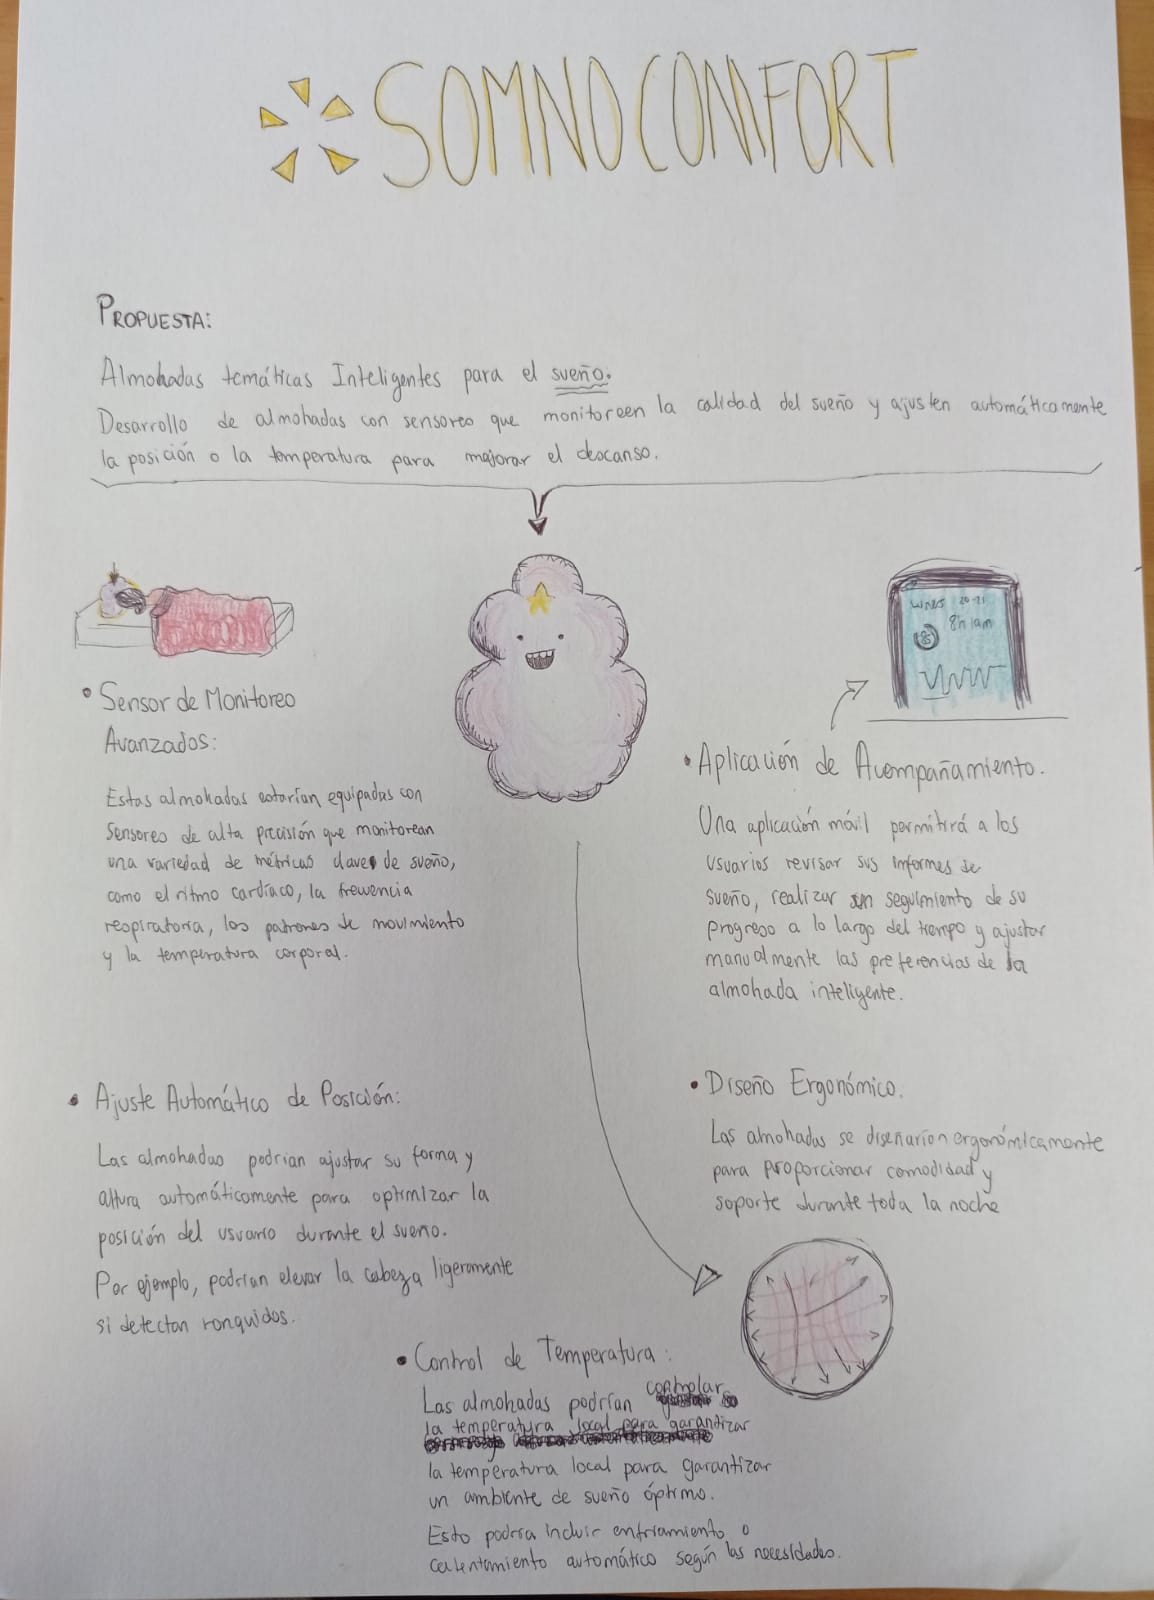 SOMNOCOMFORT
PROPUESTA:
Almohadas temáticas Inteligentes para el sueño.
Desarrollo de almohadas con sensores que monitoreen la calidad del sueño y ajusten automáticamente
la posición o la temperatura para mejorar el descanso.
Lunes 20-21
8h 1am
85
• Sensor de Monitoreo
Avanzados:
Estas almohadas estarían equipadas con
Sensores de alta precisión que monitorean
una variedad de métricas claves de sueño,
como el ritmo cardíaco, la frecuencia
respiratoria, los patrones de movimiento
y la temperatura corporal.
• Aplicación de Acompañamiento.
Una aplicación móvil permitirá a los
usuarios revisar sus informes de
sueño, realizar un seguimiento de su
progreso a lo largo del tiempo y ajustar
manualmente las preferencias de la
almohada inteligente.
• Ajuste Automático de Posición:
Las almohadas podrían ajustar su forma y
altura automáticamente para optimizar la
posición del usuario durante el sueño.
Por ejemplo, podrían elevar la cabeza ligeramente
si detectan ronquidos.
• Diseño Ergonómico.
Las almohadas se diseñarían ergonómicamente
para proporcionar comodidad y
soporte durante toda la noche
• Control de Temperatura:
Las almohadas podrían controlar
la temperatura local para garantizar
la temperatura local para garantizar
un ambiente de sueño óptimo.
Esto podría incluir enfriamiento o
calentamiento automático según las necesidades.